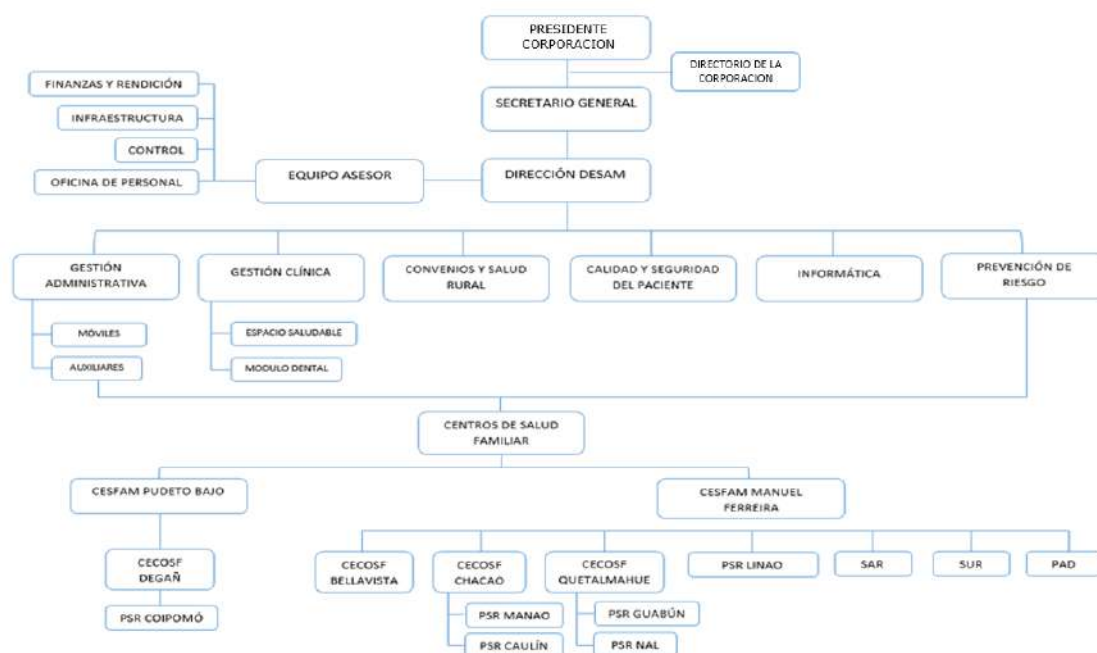 PRESIDENTE
CORPORACION
DIRECTORIO DE LA
CORPORACION
FINANZAS Y RENDICIÓN
INFRAESTRUCTURA
CONTROL
OFICINA DE PERSONAL
SECRETARIO GENERAL
EQUIPO ASESOR
DIRECCIÓN DESAM
GESTIÓN
ADMINISTRATIVA
MÓVILES
AUXILIARES
GESTIÓN CLÍNICA
ESPACIO SALUDABLE
MODULO DENTAL
CONVENIOS Y SALUD
RURAL
CALIDAD Y SEGURIDAD
DEL PACIENTE
INFORMÁTICA
PREVENCIÓN DE
RIESGO
CENTROS DE SALUD
FAMILIAR
CESFAM PUDETO BAJO
CECOSF
DEGAÑ
PSR COIPOMÓ
CESFAM MANUEL
FERREIRA
CECOSF
BELLAVISTA
CECOSF
CHACAO
PSR MANAO
PSR CAULÍN
CECOSF
QUETALMAHUE
PSR GUABÚN
PSR NAL
PSR LINAO
SAR
SUR
PAD